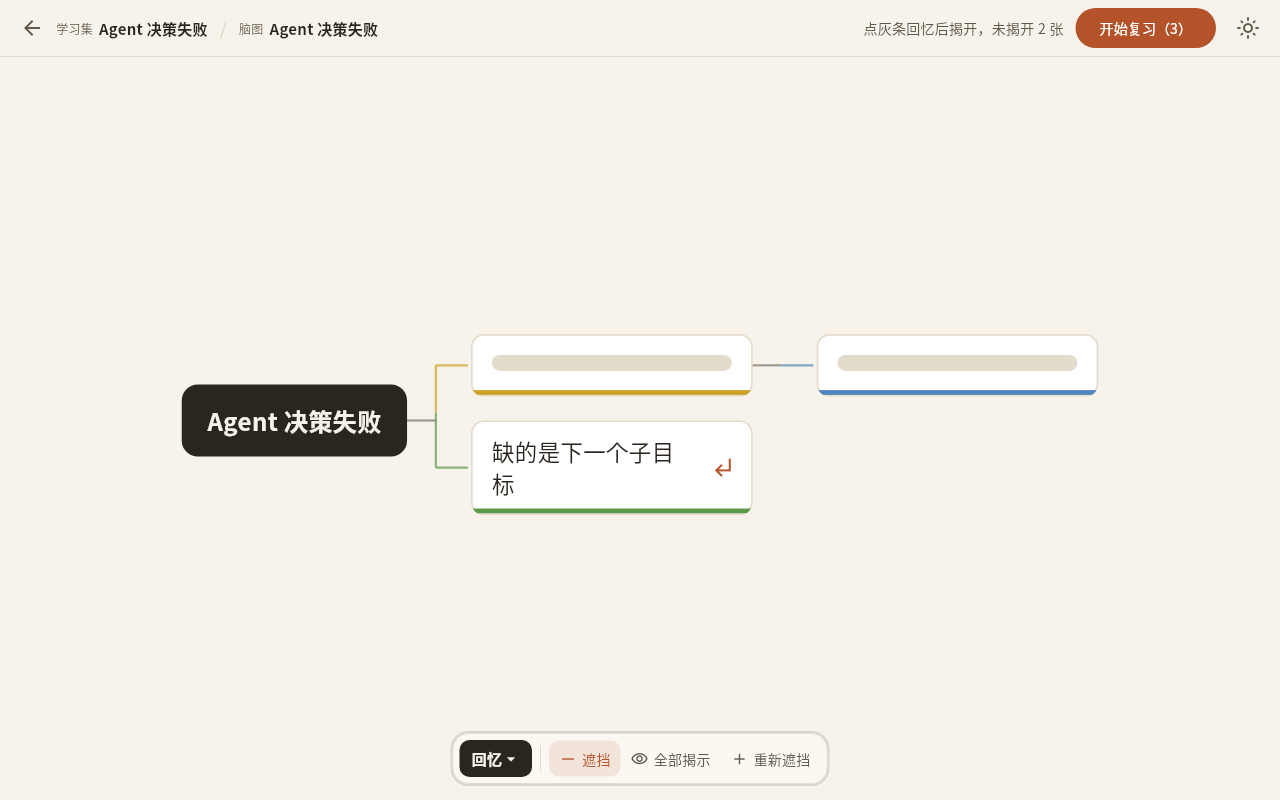 学习集 Agent 决策失败 / 脑图 Agent 决策失败
点灰条回忆后揭开，未揭开 2 张
开始复习（3）
Agent 决策失败
缺的是下一个子目
标
回忆
遮挡
全部揭示
重新遮挡